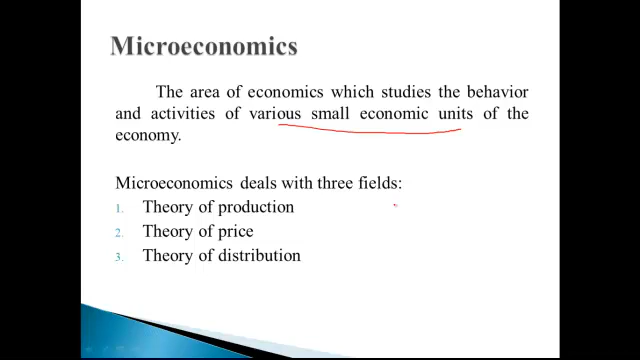 Microeconomics
The area of economics which studies the behavior
and activities of various small economic units of the
economy.
Microeconomics deals with three fields:
1. Theory of production
2. Theory of price
3. Theory of distribution